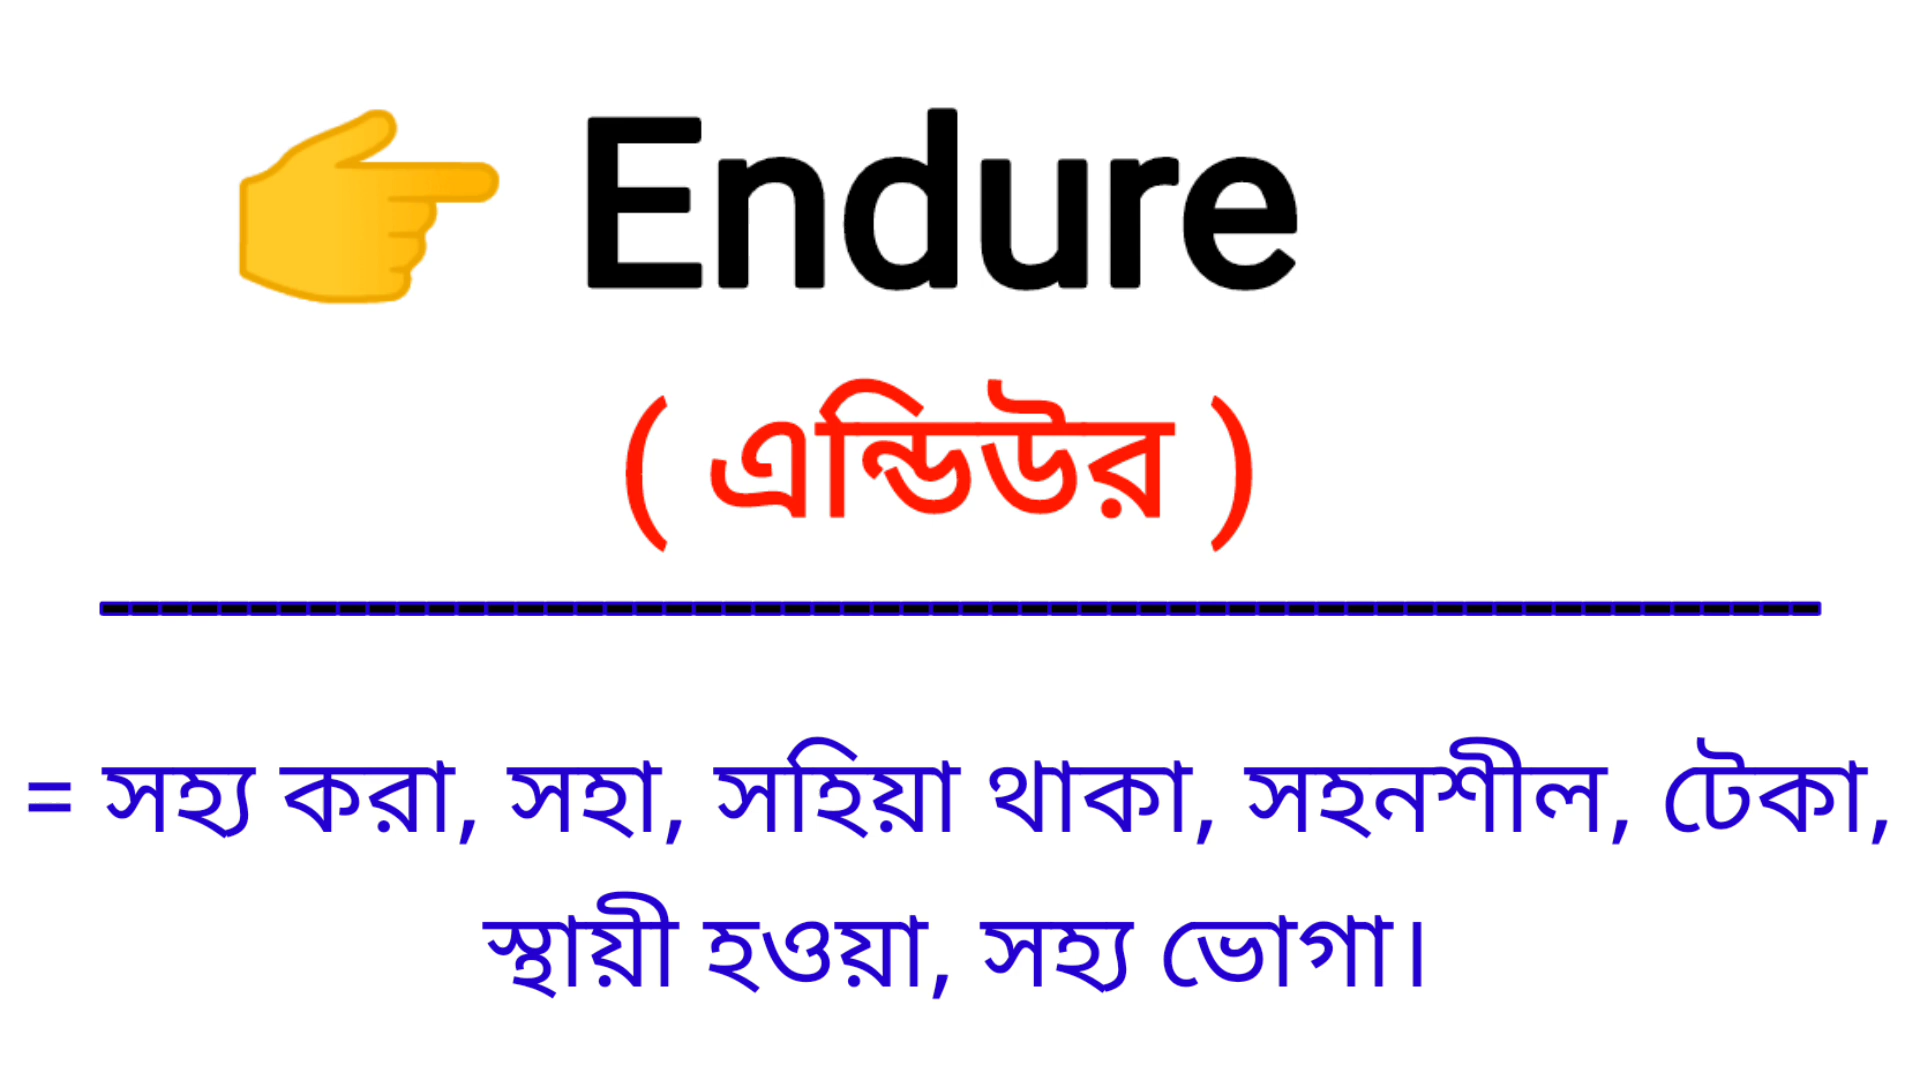 👉 Endure
( এন্ডিউর )
--------------------------------------------------------------
= সহ্য করা, সহা, সহিয়া থাকা, সহনশীল, টেকা,
স্থায়ী হওয়া, সহ্য ভোগা।